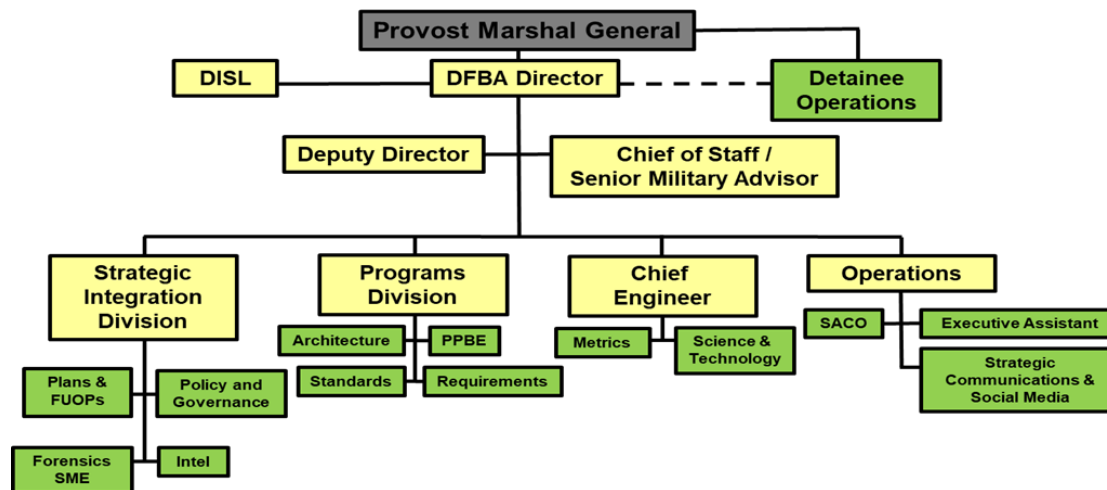 Provost Marshal General
DISL
DFBA Director
Detainee
Operations
Deputy Director
Chief of Staff /
Senior Military Advisor
Strategic
Integration
Division
Programs
Division
Chief
Engineer
Operations
Architecture
PPBE
Standards
Requirements
Metrics
Science &
Technology
SACO
Executive Assistant
Strategic
Communications &
Social Media
Plans &
FUOPs
Policy and
Governance
Forensics
SME
Intel